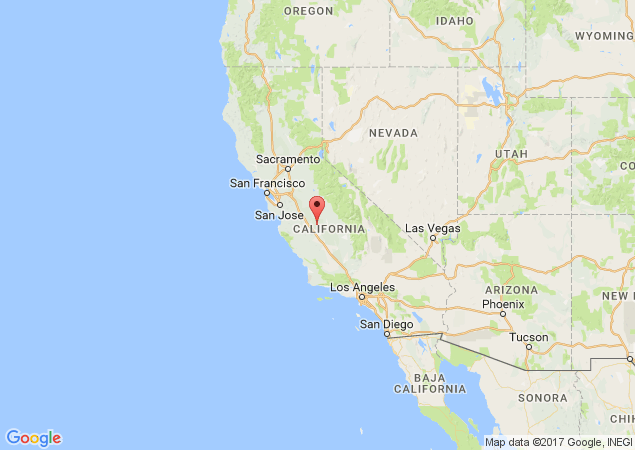 OREGON
IDAHO
WYOMING
NEVADA
UTAH
CO
Sacramento
San Francisco
San Jose
CALIFORNIA
Las Vegas
Los Angeles
ARIZONA
NEW
Phoenix
San Diego
Tucson
BAJA
CALIFORNIA
SONORA
CHIH
Google
Map data ©2017 Google, INEGI